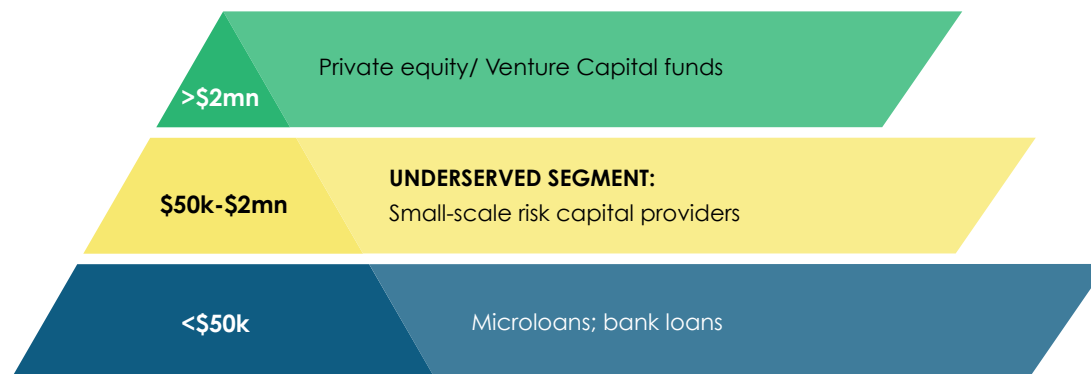 >$2mn
Private equity/ Venture Capital funds
$50k-$2mn
UNDERSERVED SEGMENT:
Small-scale risk capital providers
<$50k
Microloans; bank loans